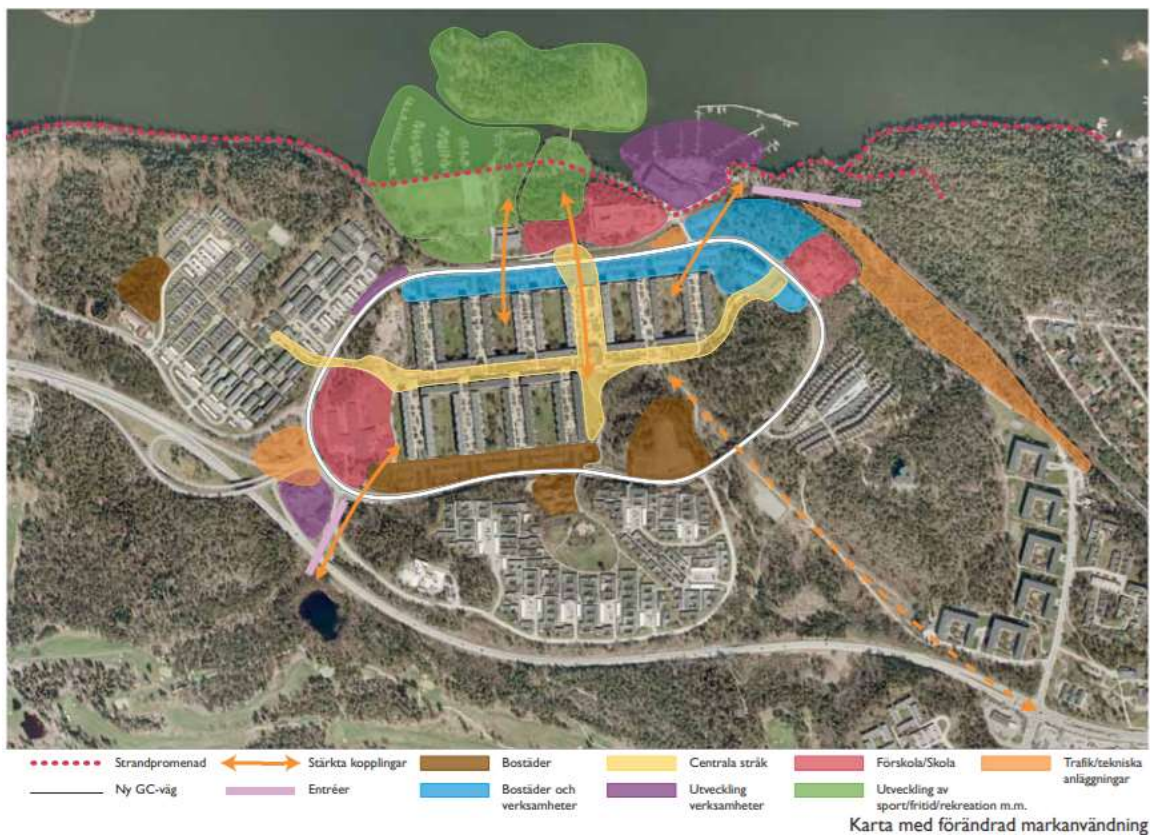 Strandpromenad
Stärkta kopplingar
Bostäder
Centrala stråk
Förskola/Skola
Trafik/tekniska
anläggningar
Ny GC-väg
Entréer
Bostäder och
verksamheter
Utveckling
verksamheter
Utveckling av
sport/fritid/rekreation m.m.
Karta med förändrad markanvändning